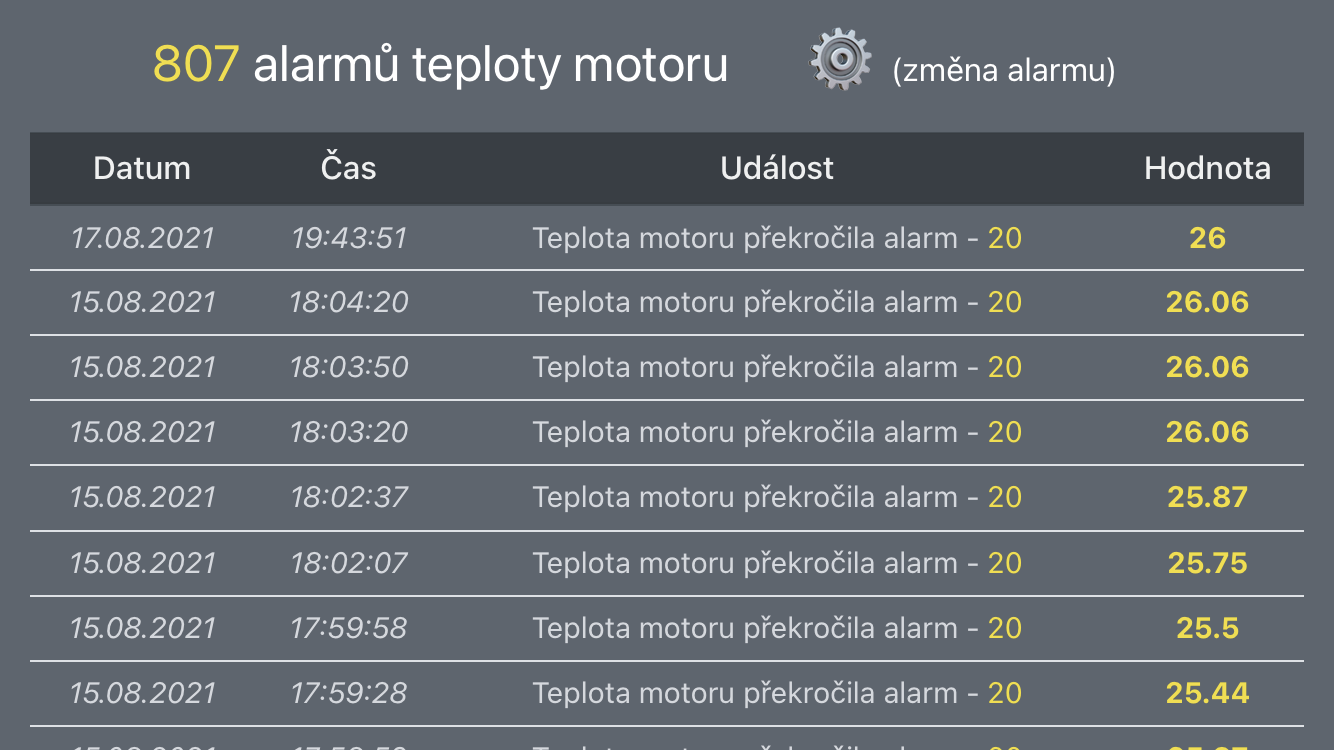 807 alarmů teploty motoru (změna alarmu)
Datum Čas Událost Hodnota
17.08.2021 19:43:51 Teplota motoru překročila alarm - 20 26
15.08.2021 18:04:20 Teplota motoru překročila alarm - 20 26.06
15.08.2021 18:03:50 Teplota motoru překročila alarm - 20 26.06
15.08.2021 18:03:20 Teplota motoru překročila alarm - 20 26.06
15.08.2021 18:02:37 Teplota motoru překročila alarm - 20 25.87
15.08.2021 18:02:07 Teplota motoru překročila alarm - 20 25.75
15.08.2021 17:59:58 Teplota motoru překročila alarm - 20 25.5
15.08.2021 17:59:28 Teplota motoru překročila alarm - 20 25.44